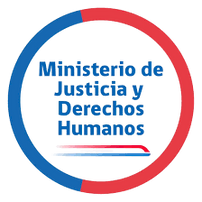 Ministerio de
Justicia y
Derechos
Humanos